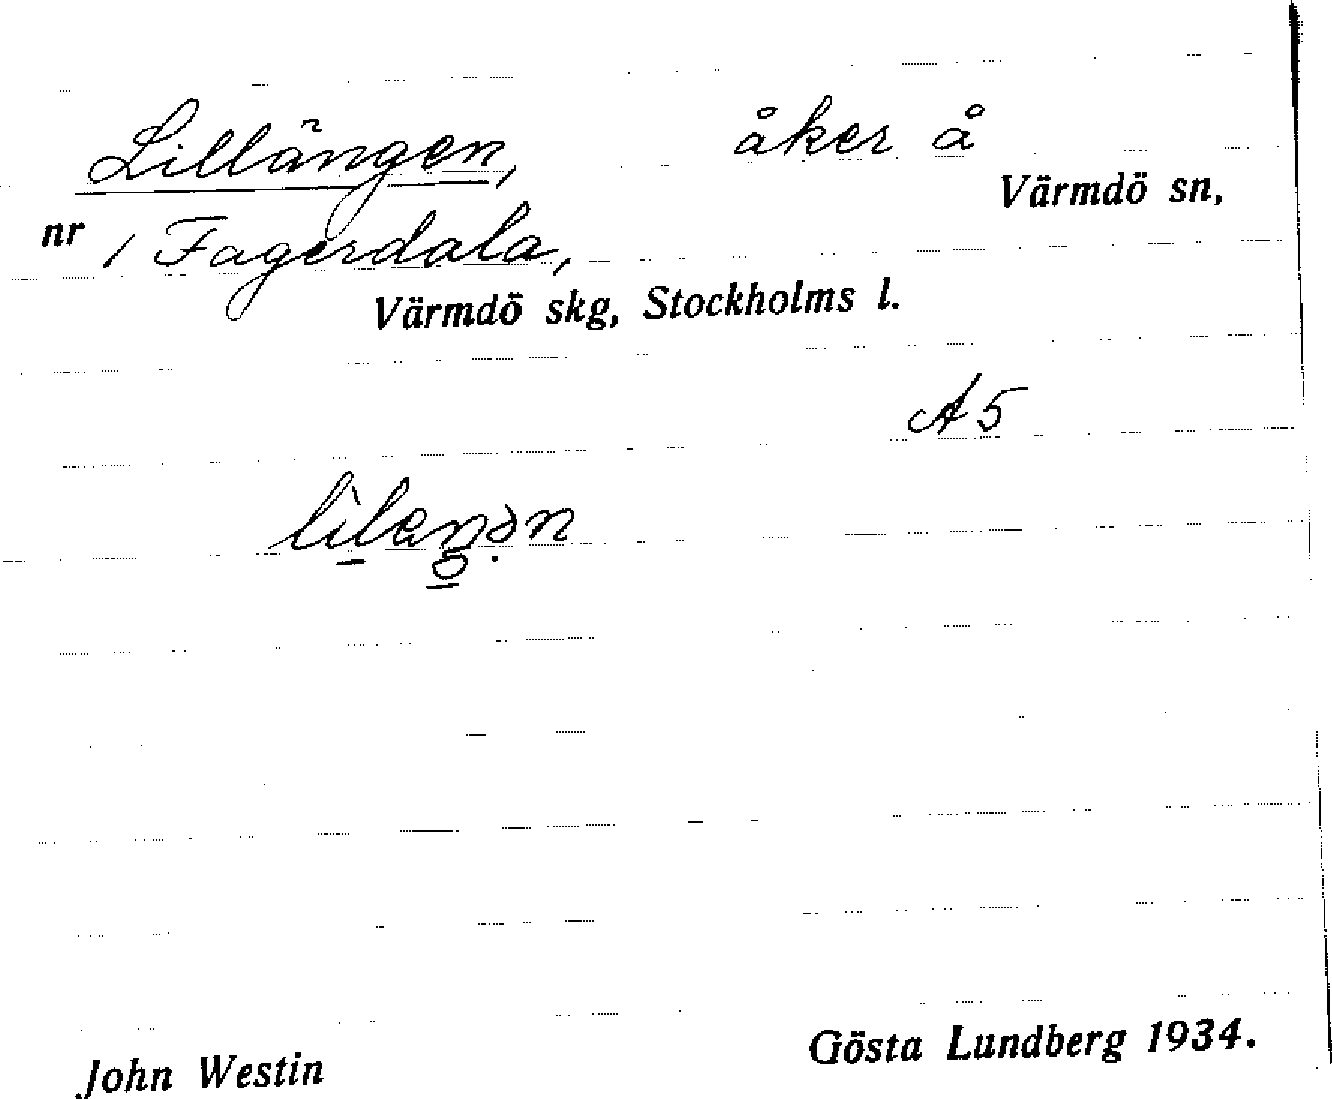 Lillängen, åker å
Värmdö sn,
nr 1 Fagerdala,
Värmdö skg, Stockholms l.
A5
John Westin Gösta Lundberg 1934.